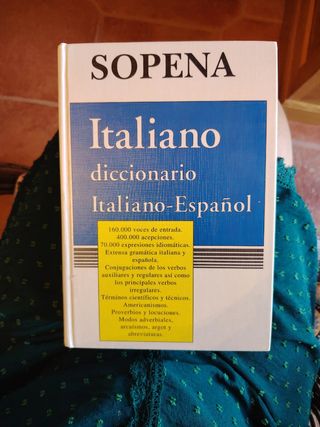 SOPENA
Italiano
diccionario
Italiano-Español
160.000 voces de entrada.
400.000 acepciones.
70.000 expresiones idiomáticas.
Extensa gramática italiana y
española.
Conjugaciones de los verbos
auxiliares y regulares así como
los principales verbos
irregulares.
Términos científicos y técnicos.
Americanismos.
Proverbios y locuciones.
Modos adverbiales,
arcaísmos, argot y
abreviaturas.